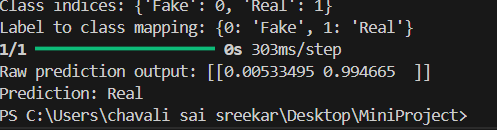 Class indices: {'Fake': 0, 'Real': 1}
Label to class mapping: {0: 'Fake', 1: 'Real'}
1/1 ━━━━━━━━━━━━━━━━━━━━ 0s 303ms/step
Raw prediction output: [[0.00533495 0.994665  ]]
Prediction: Real
PS C:\Users\chavali sai sreekar\Desktop\MiniProject>